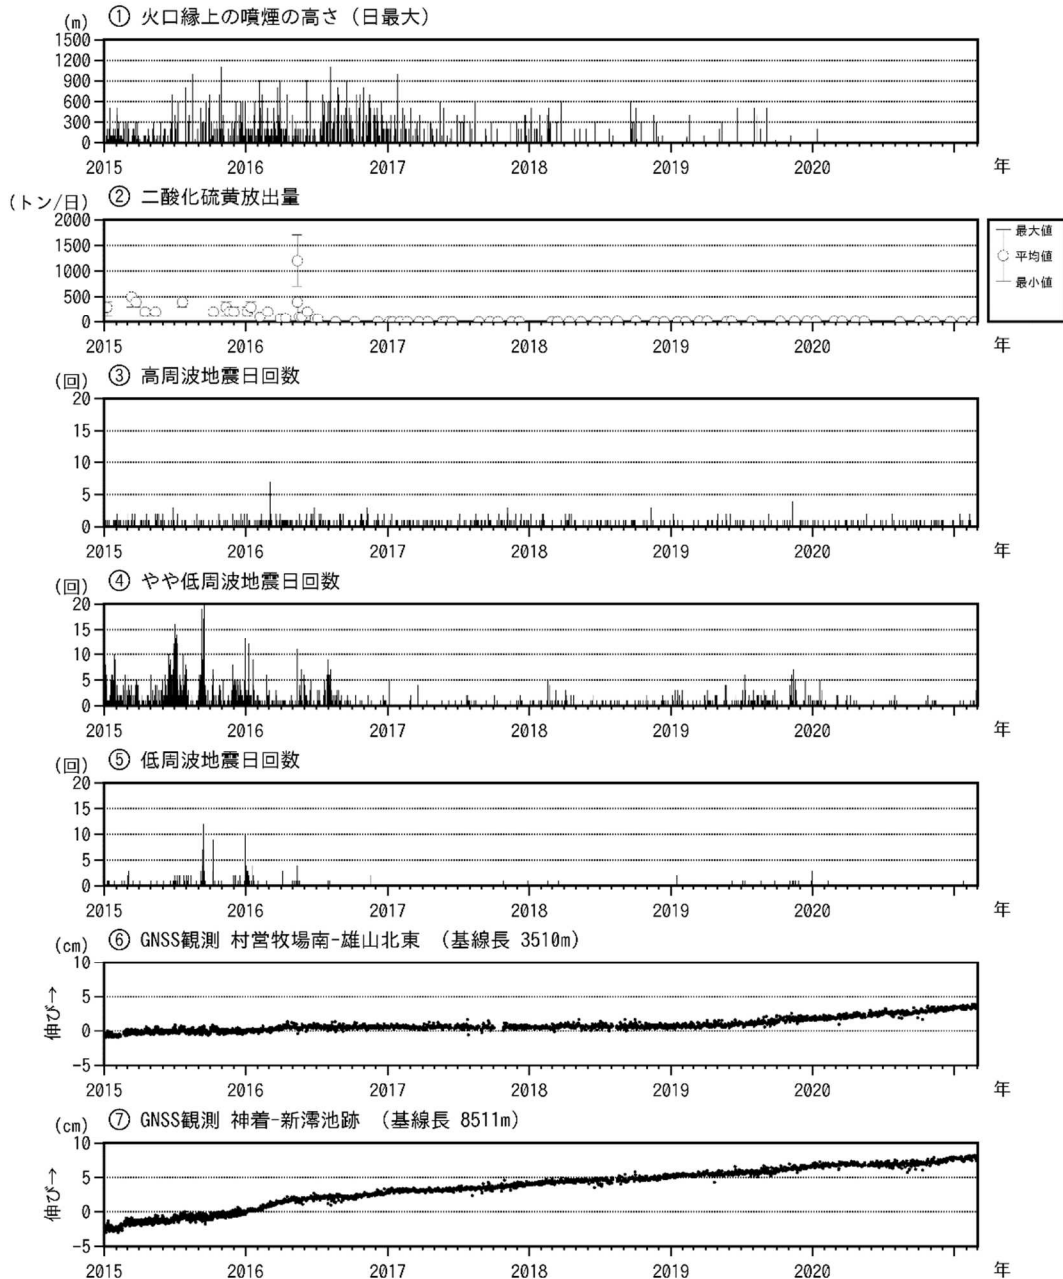 (m) ① 火口縁上の噴煙の高さ (日最大)
1500
1200
900
600
300
0
2015 2016 2017 2018 2019 2020 年
(トン/日) ② 二酸化硫黄放出量
2000
1500
1000
500
0
最大値
平均値
最小値
2015 2016 2017 2018 2019 2020 年
(回) ③ 高周波地震日回数
20
15
10
5
0
2015 2016 2017 2018 2019 2020 年
(回) ④ やや低周波地震日回数
20
15
10
5
0
2015 2016 2017 2018 2019 2020 年
(回) ⑤ 低周波地震日回数
20
15
10
5
0
2015 2016 2017 2018 2019 2020 年
(cm) ⑥ GNSS観測 村営牧場南-雄山北東 (基線長 3510m)
10
5
0
-5
伸び→
2015 2016 2017 2018 2019 2020 年
(cm) ⑦ GNSS観測 神着-新澪池跡 (基線長 8511m)
10
5
0
-5
伸び→
2015 2016 2017 2018 2019 2020 年